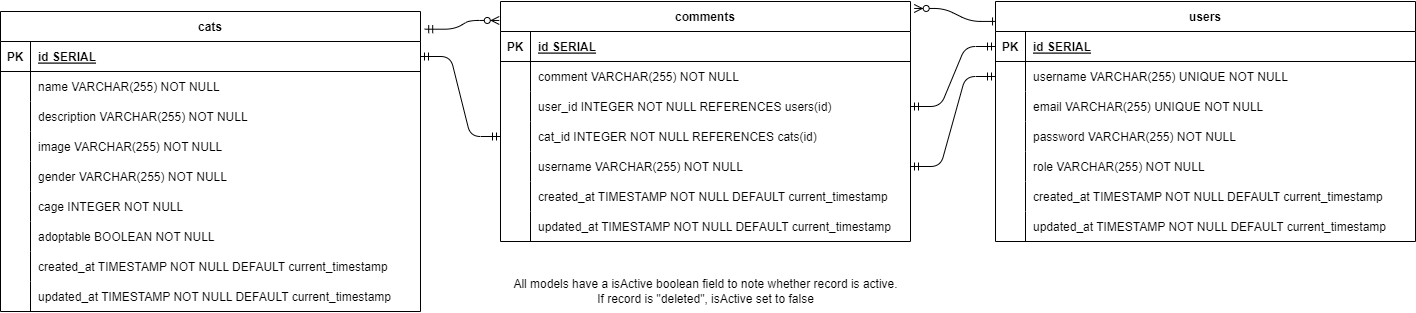 cats
PK
id SERIAL
name VARCHAR(255) NOT NULL
description VARCHAR(255) NOT NULL
image VARCHAR(255) NOT NULL
gender VARCHAR(255) NOT NULL
cage INTEGER NOT NULL
adoptable BOOLEAN NOT NULL
created_at TIMESTAMP NOT NULL DEFAULT current_timestamp
updated_at TIMESTAMP NOT NULL DEFAULT current_timestamp
comments
PK
id SERIAL
comment VARCHAR(255) NOT NULL
user_id INTEGER NOT NULL REFERENCES users(id)
cat_id INTEGER NOT NULL REFERENCES cats(id)
username VARCHAR(255) NOT NULL
created_at TIMESTAMP NOT NULL DEFAULT current_timestamp
updated_at TIMESTAMP NOT NULL DEFAULT current_timestamp
users
PK
id SERIAL
username VARCHAR(255) UNIQUE NOT NULL
email VARCHAR(255) UNIQUE NOT NULL
password VARCHAR(255) NOT NULL
role VARCHAR(255) NOT NULL
created_at TIMESTAMP NOT NULL DEFAULT current_timestamp
updated_at TIMESTAMP NOT NULL DEFAULT current_timestamp
All models have a isActive boolean field to note whether record is active.
If record is "deleted", isActive set to false